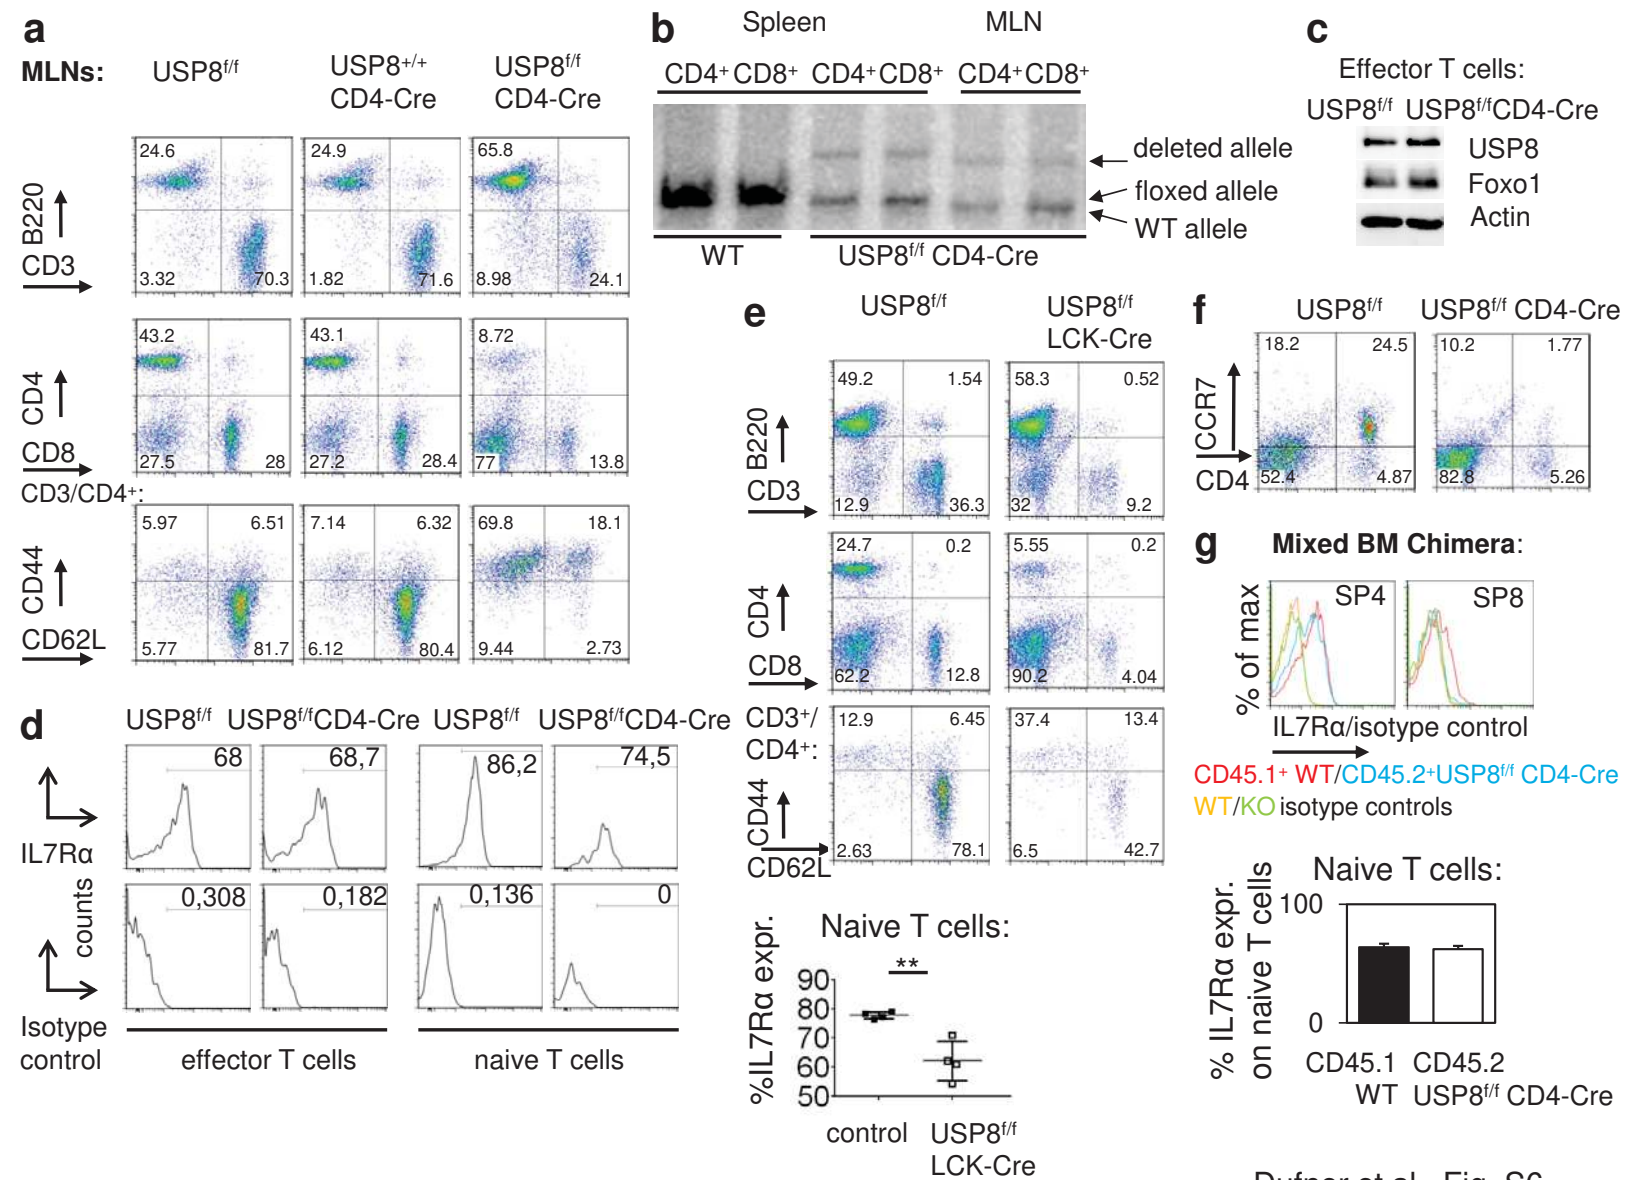 a
MLNs:
USP8f/f
USP8+/+
CD4-Cre
USP8f/f
CD4-Cre
B220
CD3
24.6
3.32
70.3
24.9
1.82
71.6
65.8
8.98
24.1
CD4
CD8
43.2
27.5
28
43.1
27.2
28.4
8.72
77
13.8
CD3/CD4+:
CD44
CD62L
5.97
6.51
5.77
81.7
7.14
6.32
6.12
80.4
69.8
18.1
9.44
2.73
b
Spleen
MLN
CD4+ CD8+ CD4+ CD8+ CD4+ CD8+
deleted allele
floxed allele
WT allele
WT
USP8f/f CD4-Cre
c
Effector T cells:
USP8f/f USP8f/fCD4-Cre
USP8
Foxo1
Actin
d
USP8f/f USP8f/fCD4-Cre USP8f/f USP8f/fCD4-Cre
68
68,7
86,2
74,5
IL7Rα
counts
0,308
0,182
0,136
0
Isotype
control
effector T cells
naive T cells
e
USP8f/f
USP8f/f
LCK-Cre
B220
CD3
49.2
1.54
12.9
36.3
58.3
0.52
32
9.2
CD4
CD8
24.7
0.2
62.2
12.8
5.55
0.2
90.2
4.04
CD3+/
CD4+:
CD44
CD62L
12.9
6.45
2.63
78.1
37.4
13.4
6.5
42.7
Naive T cells:
%IL7Rα expr.
**
90
80
70
60
50
control
USP8f/f
LCK-Cre
f
USP8f/f
USP8f/f CD4-Cre
CCR7
CD4
18.2
24.5
52.4
4.87
10.2
1.77
82.8
5.26
g
Mixed BM Chimera:
% of max
SP4
SP8
IL7Rα/isotype control
CD45.1+ WT/CD45.2+USP8f/f CD4-Cre
WT/KO isotype controls
Naive T cells:
% IL7Rα expr.
on naive T cells
100
0
CD45.1
WT
CD45.2
USP8f/f CD4-Cre